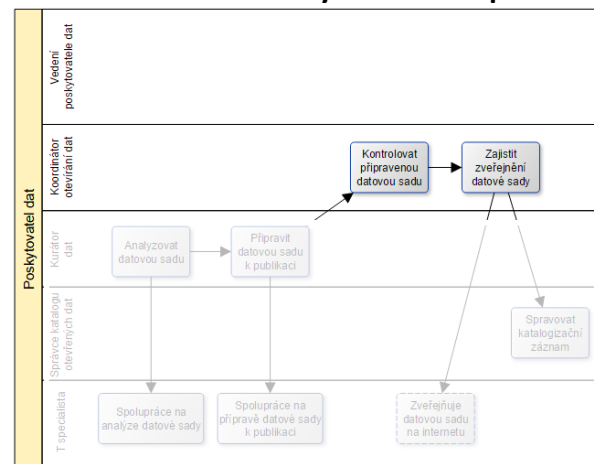 Poskytovatel dat
Vedení
poskytovatele dat
Koordinátor
otevírání dat
Kontrolovat
připravenou
datovou sadu
Zajistit
zveřejnění
datové sady
Kurátor
dat
Analyzovat
datovou sadu
Připravit
datovou sadu
k publikaci
Správce katalogu
otevřených dat
Spravovat
katalogizační
záznam
T specialista
Spolupráce na
analýze datové sady
Spolupráce na
přípravě datové sady
k publikaci
Zveřejňuje
datovou sadu
na internetu